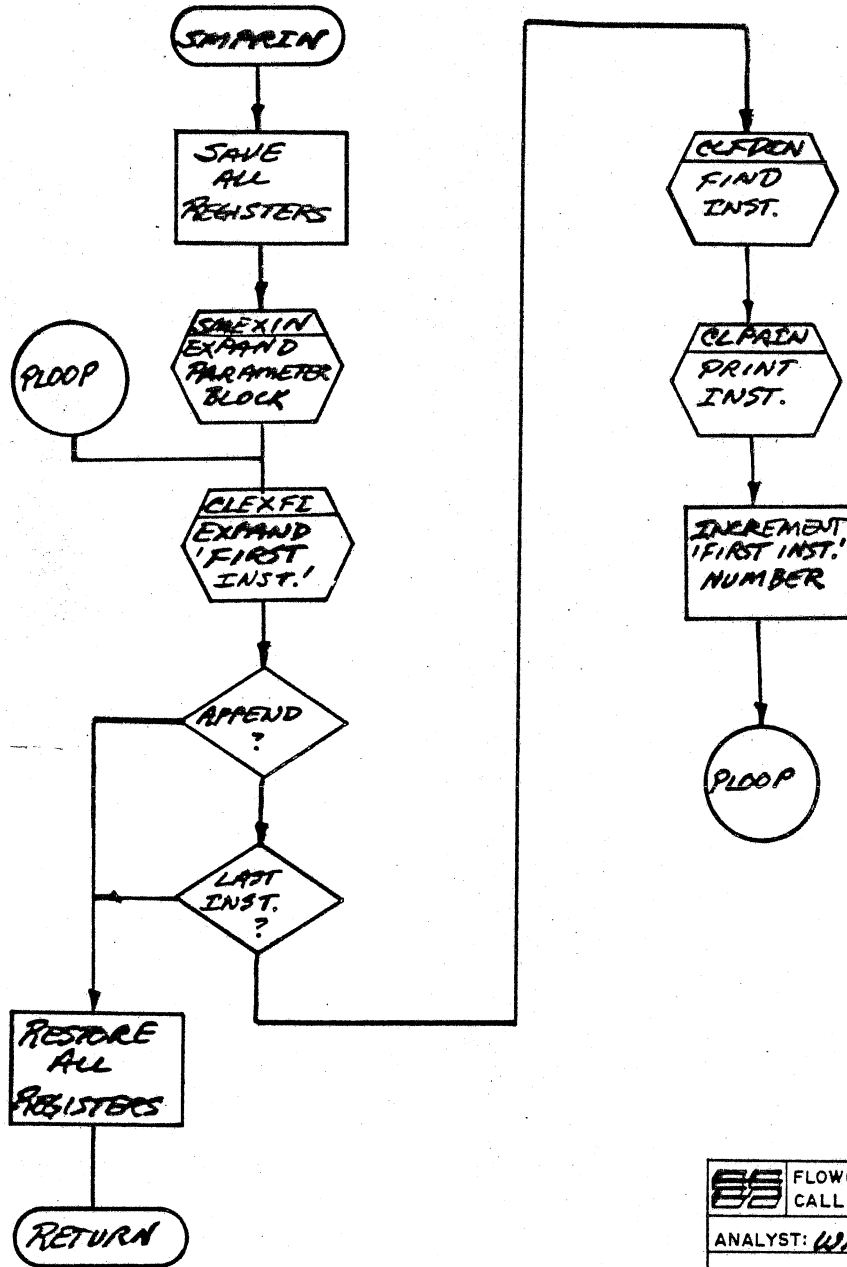 SMPRIN
SAVE
ALL
REGISTERS
SMEXIN
EXPAND
PARAMETER
BLOCK
PLOOP
CLEXFI
EXPAND
'FIRST
INST.'
APPEND
?
LAST
INST.
?
RESTORE
ALL
REGISTERS
RETURN
CLFDIN
FIND
INST.
CLPRIN
PRINT
INST.
INCREMENT
'FIRST INST.'
NUMBER
PLOOP
CALL
ANALYST: